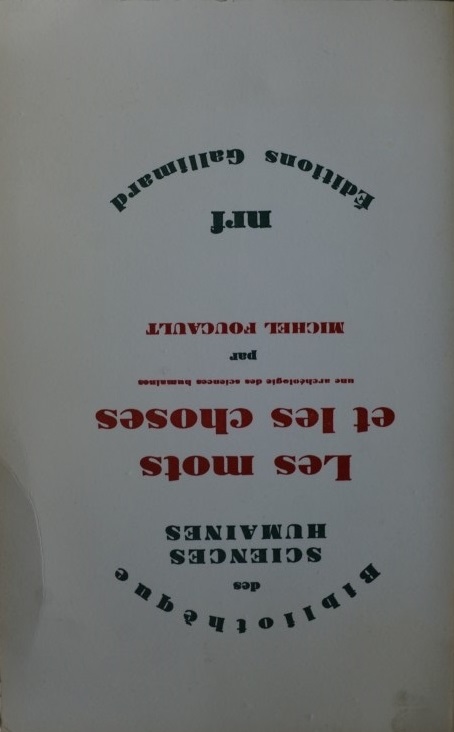 Bibliothèque
des
SCIENCES
HUMAINES
Les mots
et les choses
une archéologie des sciences humaines
par
MICHEL FOUCAULT
nrf
Éditions Gallimard